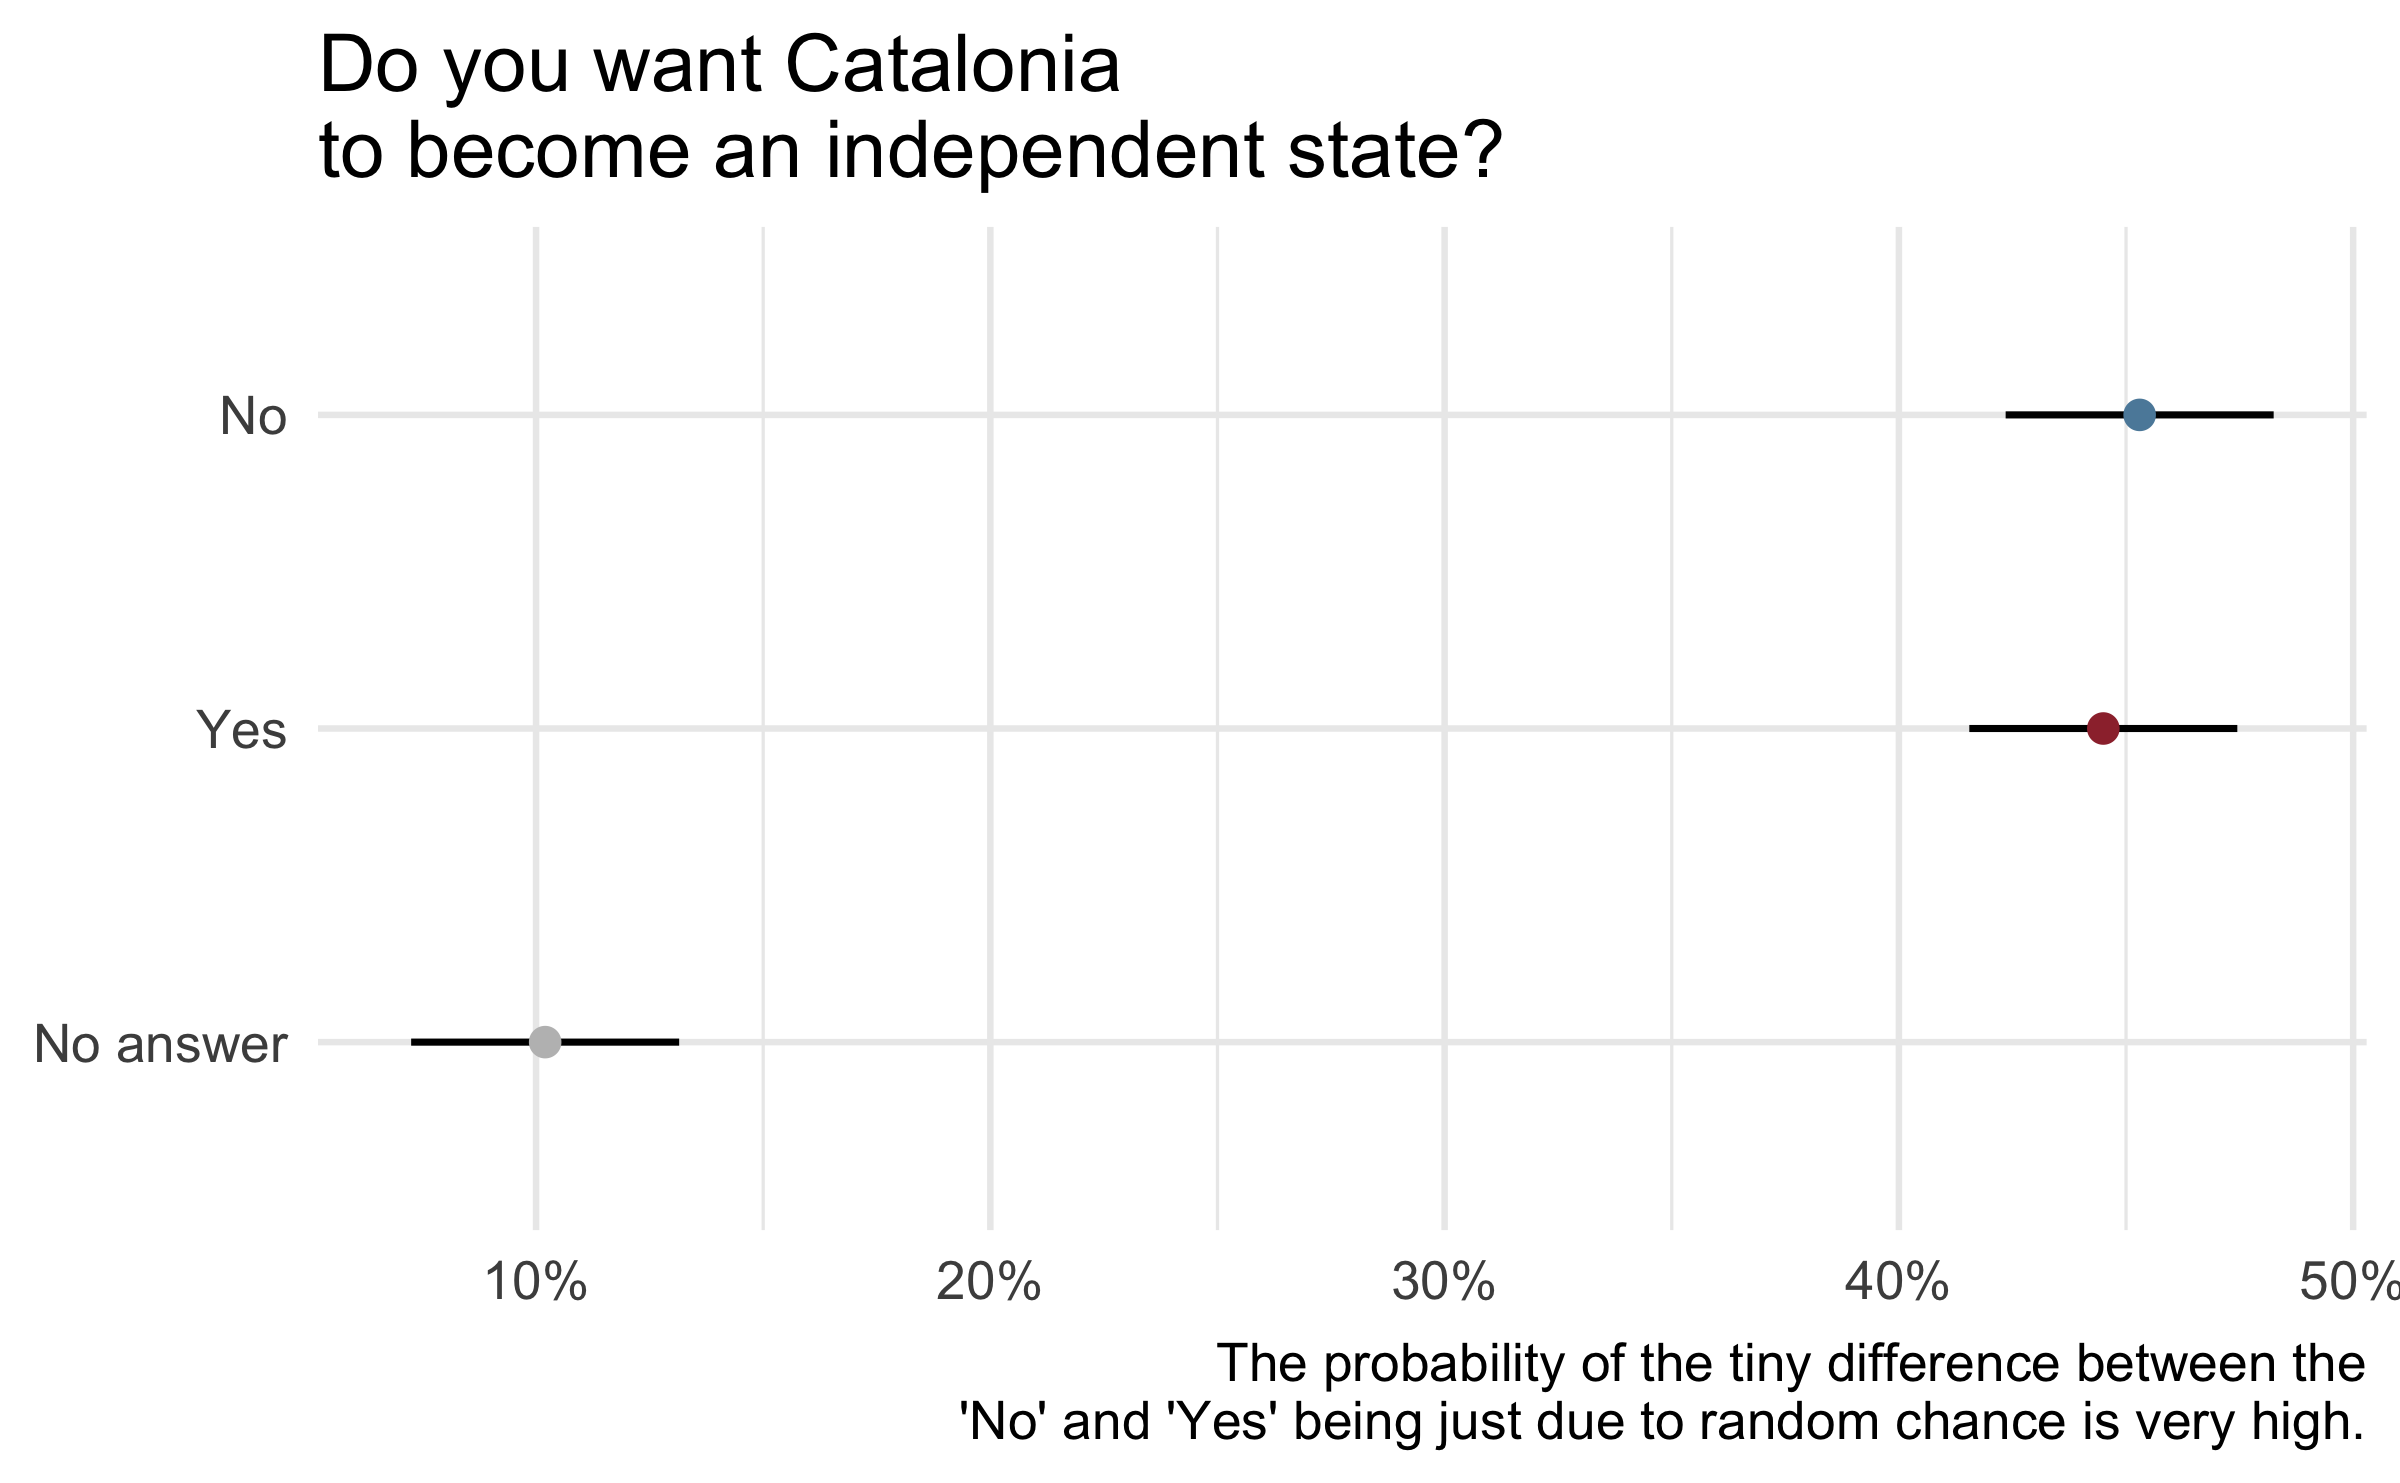 Do you want Catalonia
to become an independent state?
No
Yes
No answer
10% 20% 30% 40% 50%
The probability of the tiny difference between the
'No' and 'Yes' being just due to random chance is very high.